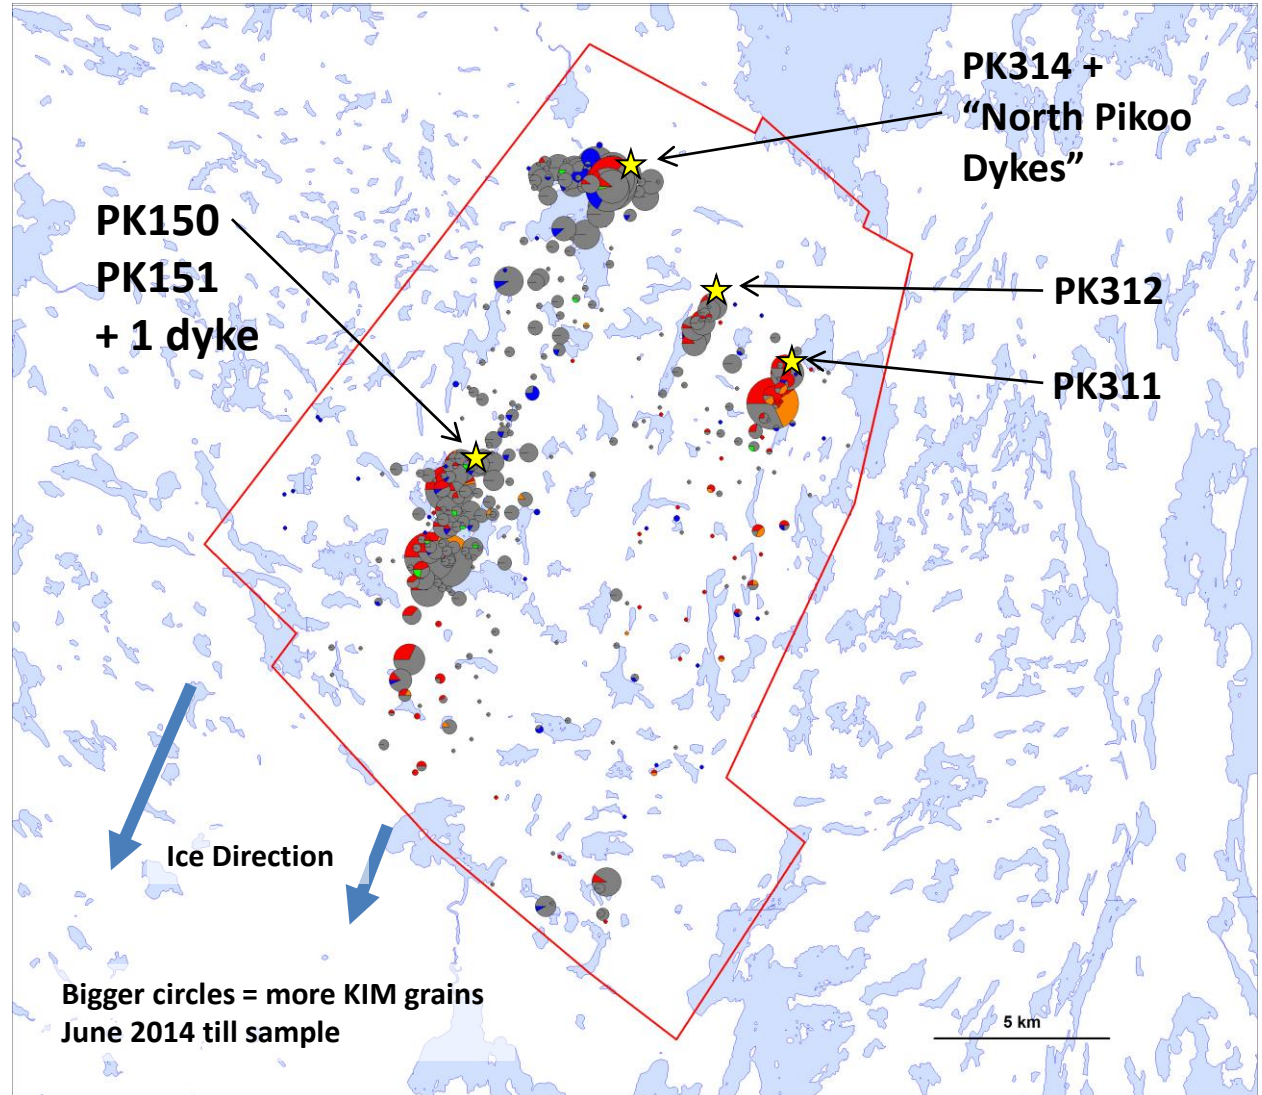 PK314 +
“North Pikoo
Dykes”
PK150
PK151
+ 1 dyke
PK312
PK311
Ice Direction
Bigger circles = more KIM grains
June 2014 till sample
5 km